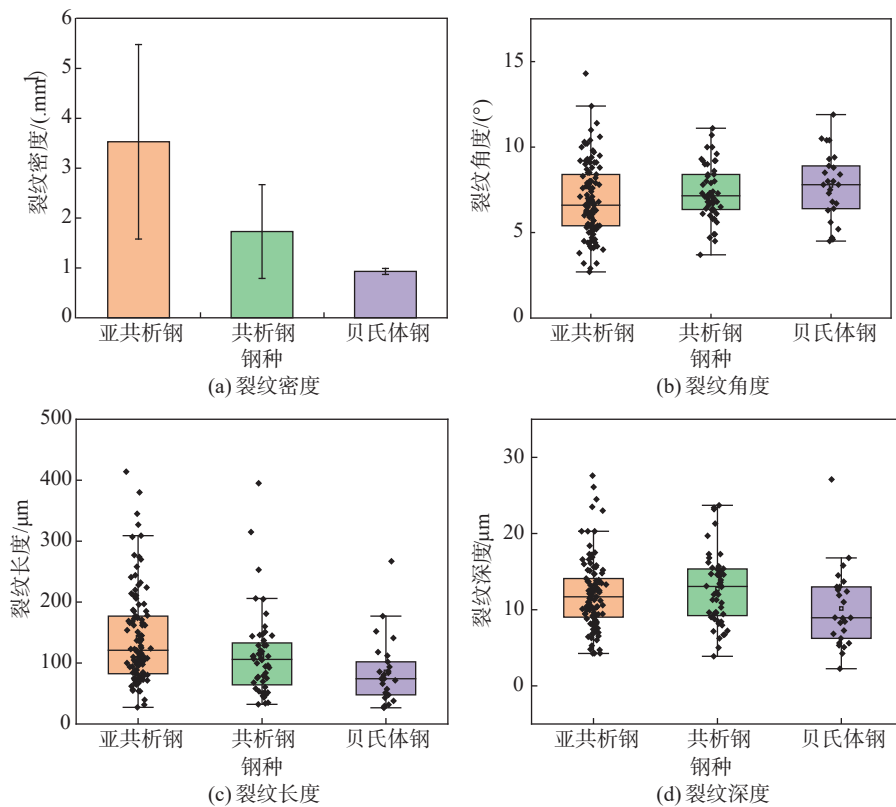 裂纹密度/(.mm⁻¹)
6
5
4
3
2
1
0
亚共析钢 共析钢 贝氏体钢
钢种
(a) 裂纹密度
裂纹角度/(°)
15
10
5
0
亚共析钢 共析钢 贝氏体钢
钢种
(b) 裂纹角度
裂纹长度/μm
500
400
300
200
100
0
亚共析钢 共析钢 贝氏体钢
钢种
(c) 裂纹长度
裂纹深度/μm
30
20
10
0
亚共析钢 共析钢 贝氏体钢
钢种
(d) 裂纹深度